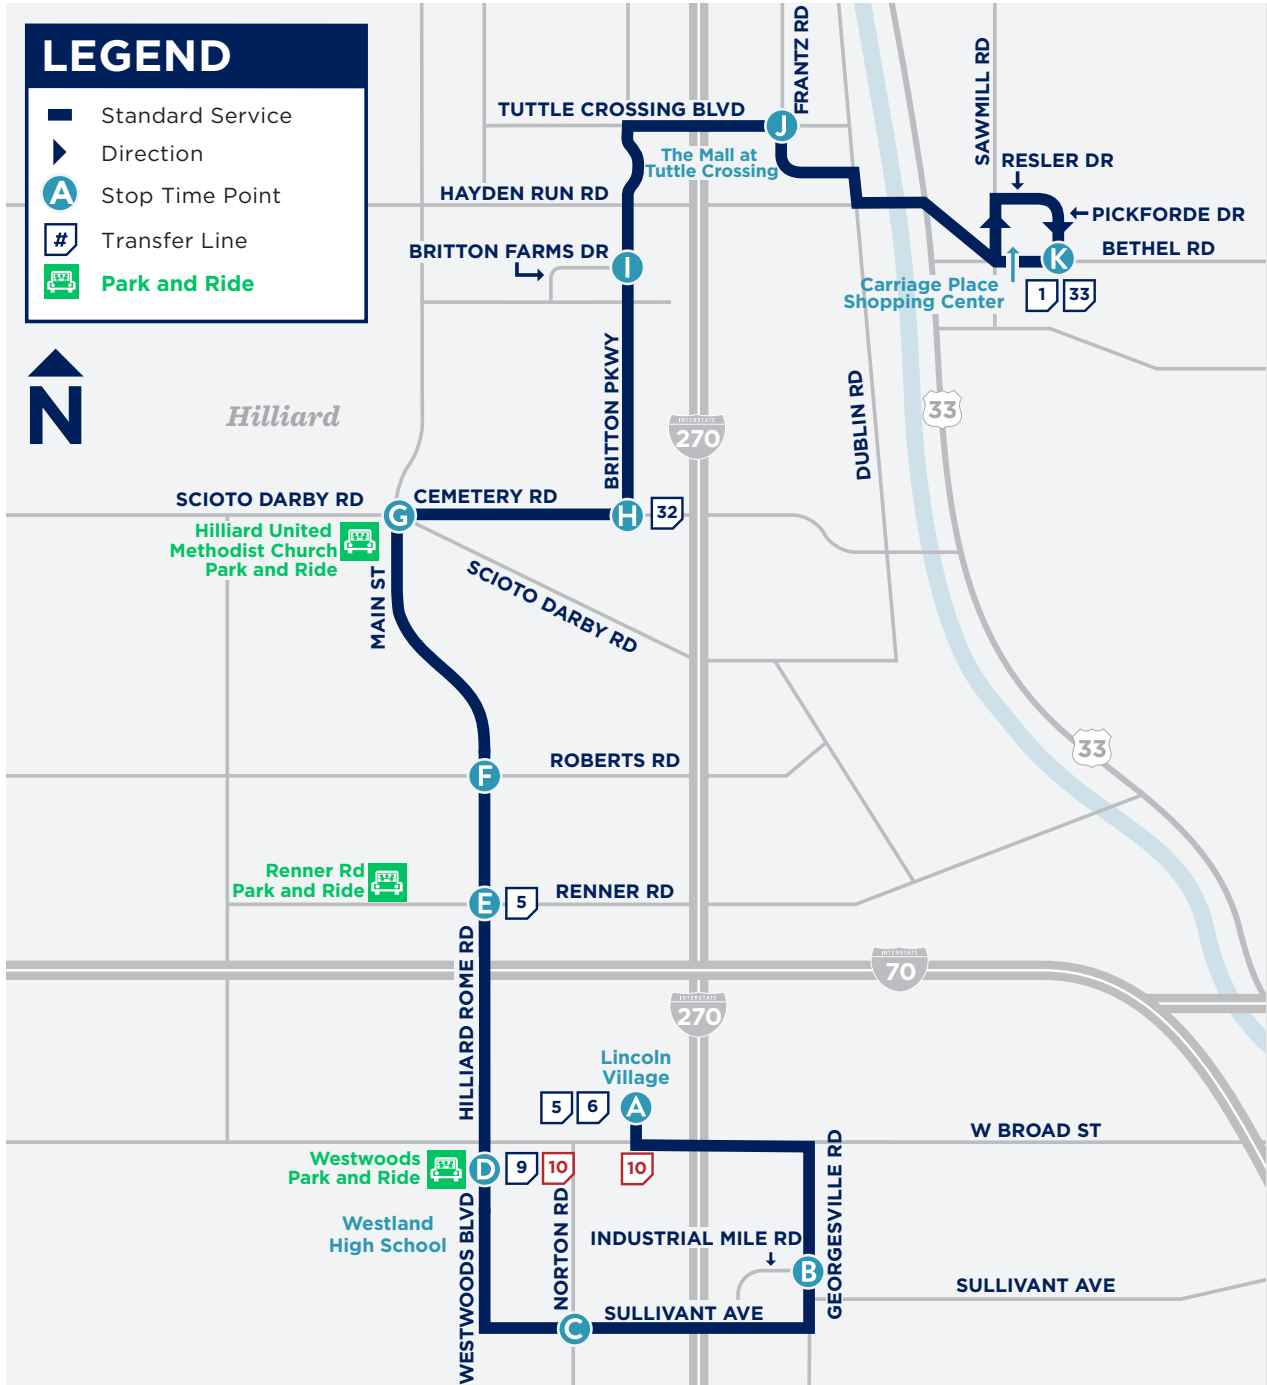 LEGEND
Standard Service
Direction
A
Stop Time Point
#
Transfer Line
Park and Ride
N
Hilliard
FRANTZ RD
TUTTLE CROSSING BLVD
J
The Mall at
Tuttle Crossing
SAWMILL RD
RESLER DR
HAYDEN RUN RD
PICKFORDE DR
BRITTON FARMS DR
I
K
BETHEL RD
Carriage Place
Shopping Center
1
33
BRITTON PKWY
INTERSTATE
270
DUBLIN RD
33
SCIOTO DARBY RD
CEMETERY RD
G
H
32
Hilliard United
Methodist Church
Park and Ride
MAIN ST
SCIOTO DARBY RD
33
F
ROBERTS RD
Renner Rd
Park and Ride
E
5
RENNER RD
HILLIARD ROME RD
INTERSTATE
70
INTERSTATE
270
Lincoln
Village
5
6
A
W BROAD ST
Westwoods
Park and Ride
D
9
10
10
Westland
High School
WESTWOODS BLVD
NORTON RD
INDUSTRIAL MILE RD
B
GEORGESVILLE RD
SULLIVANT AVE
C
SULLIVANT AVE